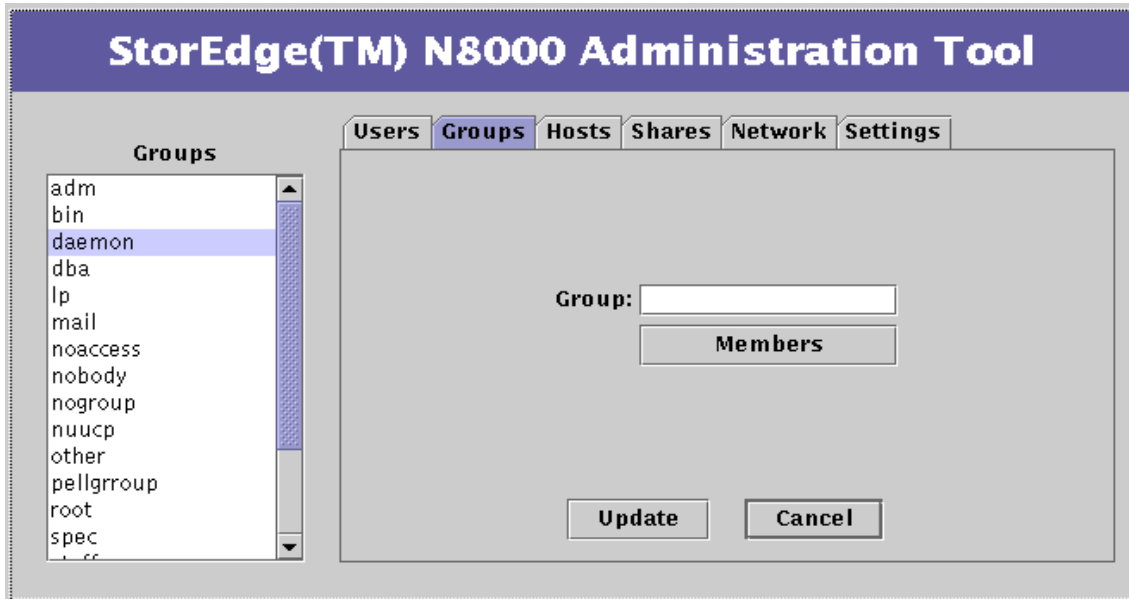 StorEdge(TM) N8000 Administration Tool
Users Groups Hosts Shares Network Settings
Groups
adm
bin
daemon
dba
lp
mail
noaccess
nobody
nogroup
nuucp
other
pellgrroup
root
spec
Group:
Members
Update Cancel